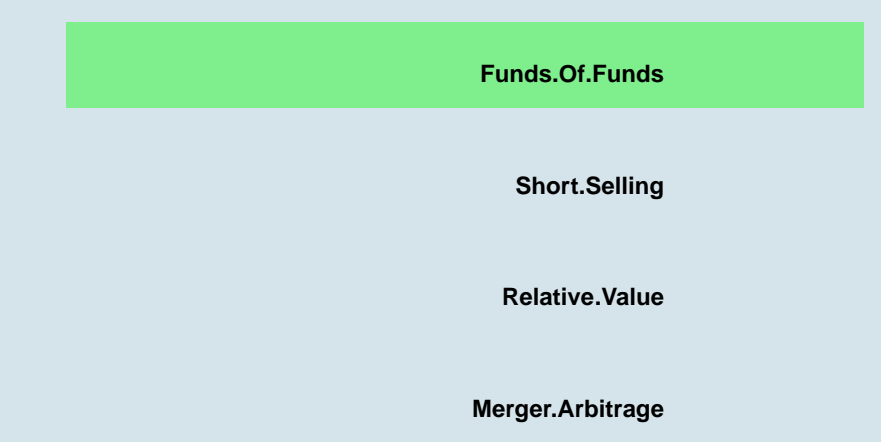 Funds.Of.Funds
Short.Selling
Relative.Value
Merger.Arbitrage